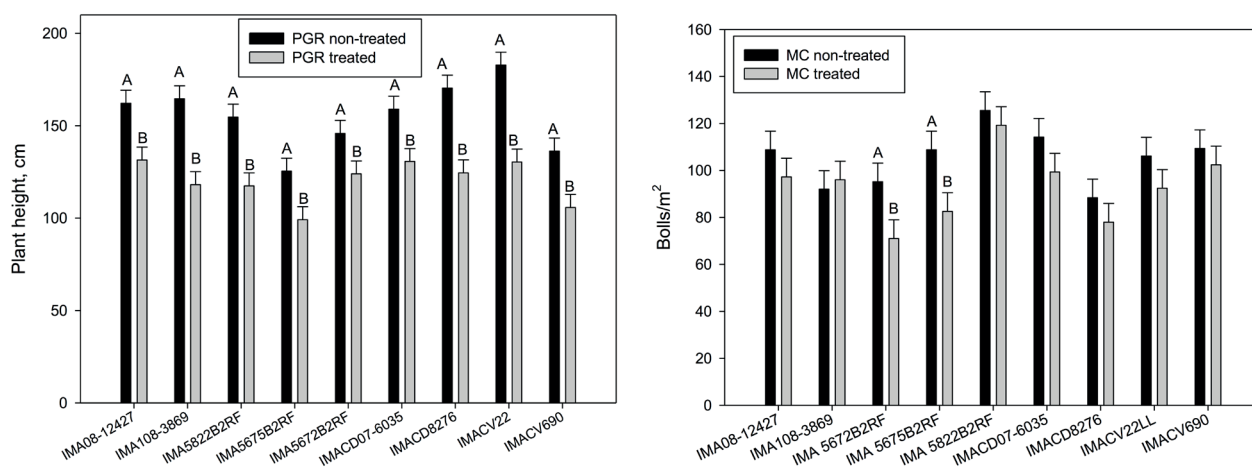 PGR non-treated
PGR treated
Plant height, cm
200
150
100
50
0
A
B
A
B
A
B
A
B
A
B
A
B
A
B
A
B
A
B
IMA08-12427
IMA108-3869
IMA5822B2RF
IMA5675B2RF
IMA5672B2RF
IMACD07-6035
IMACD8276
IMACV22
IMACV690
MC non-treated
MC treated
Bolls/m²
160
140
120
100
80
60
40
20
0
A
B
A
B
IMA08-12427
IMA108-3869
IMA 5672B2RF
IMA 5675B2RF
IMA 5822B2RF
IMACD07-6035
IMACD8276
IMACV22LL
IMACV690